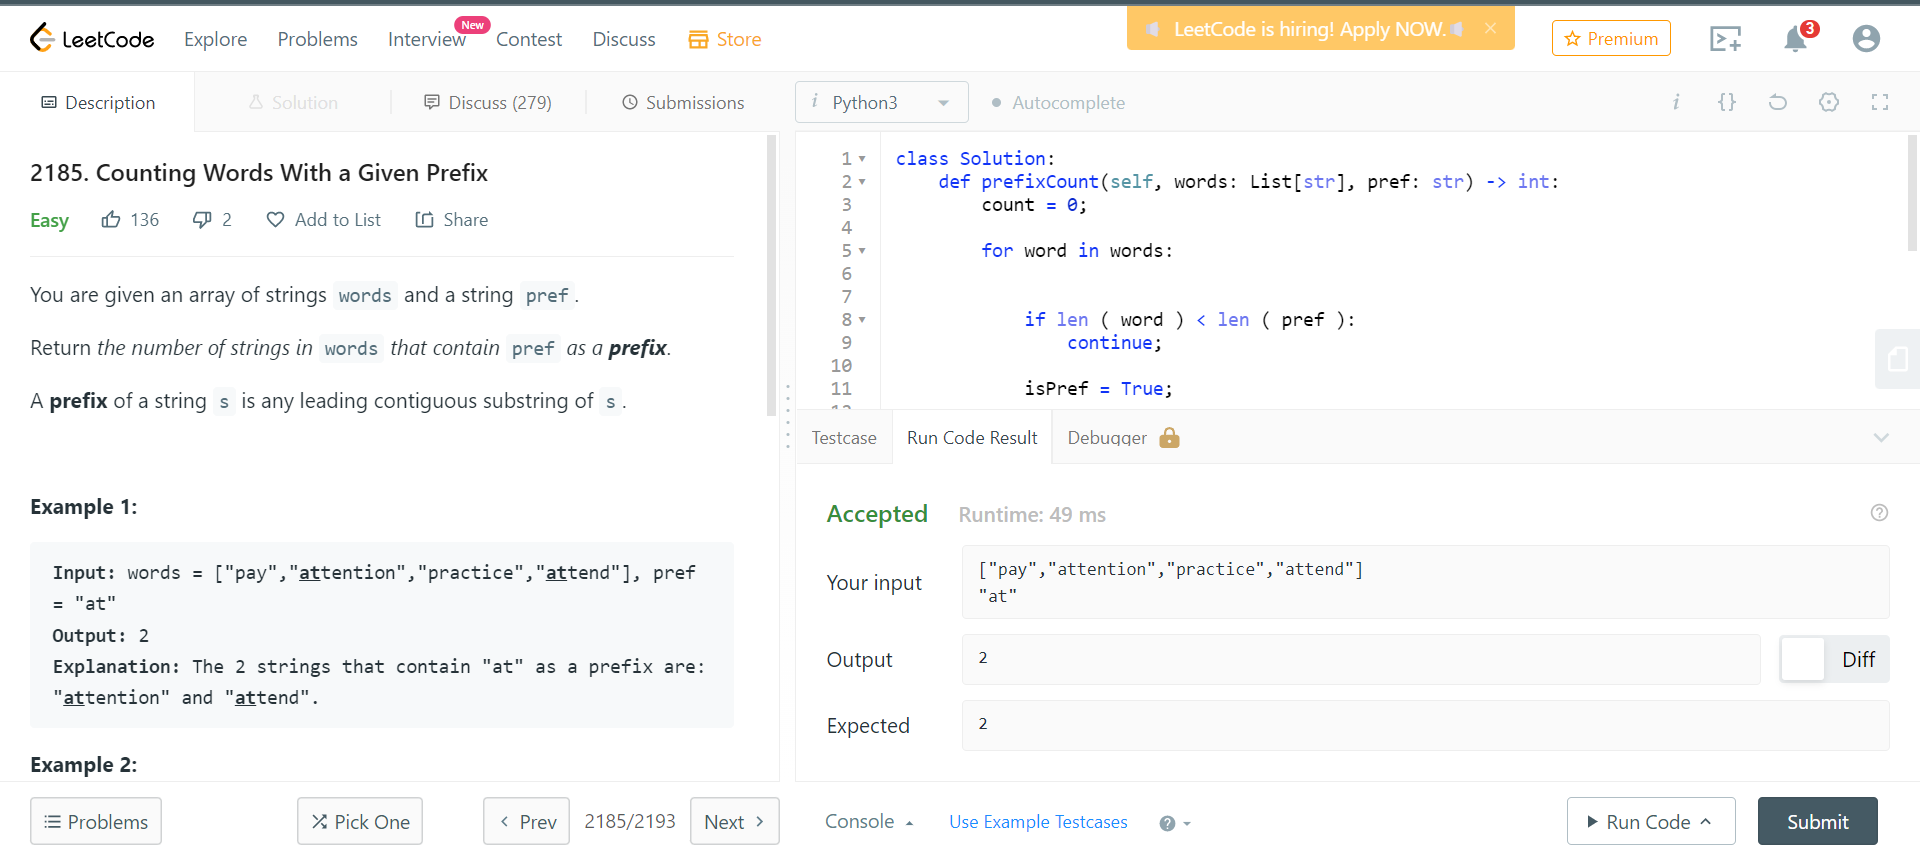 LeetCode Explore Problems Interview New Contest Discuss Store LeetCode is hiring! Apply NOW. Premium 3
Description Solution Discuss (279) Submissions i Python3 Autocomplete i {}
2185. Counting Words With a Given Prefix
Easy 136 2 Add to List Share
You are given an array of strings words and a string pref.
Return the number of strings in words that contain pref as a prefix.
A prefix of a string s is any leading contiguous substring of s.
Example 1:
Input: words = ["pay","attention","practice","attend"], pref
= "at"
Output: 2
Explanation: The 2 strings that contain "at" as a prefix are:
"attention" and "attend".
Example 2:
1 class Solution:
2 def prefixCount(self, words: List[str], pref: str) -> int:
3 count = 0;
4
5 for word in words:
6
7
8 if len ( word ) < len ( pref ):
9 continue;
10
11 isPref = True;
Testcase Run Code Result Debugger
Accepted Runtime: 49 ms
Your input
["pay","attention","practice","attend"]
"at"
Output 2 Diff
Expected 2
Problems Pick One Prev 2185/2193 Next Console Use Example Testcases Run Code Submit